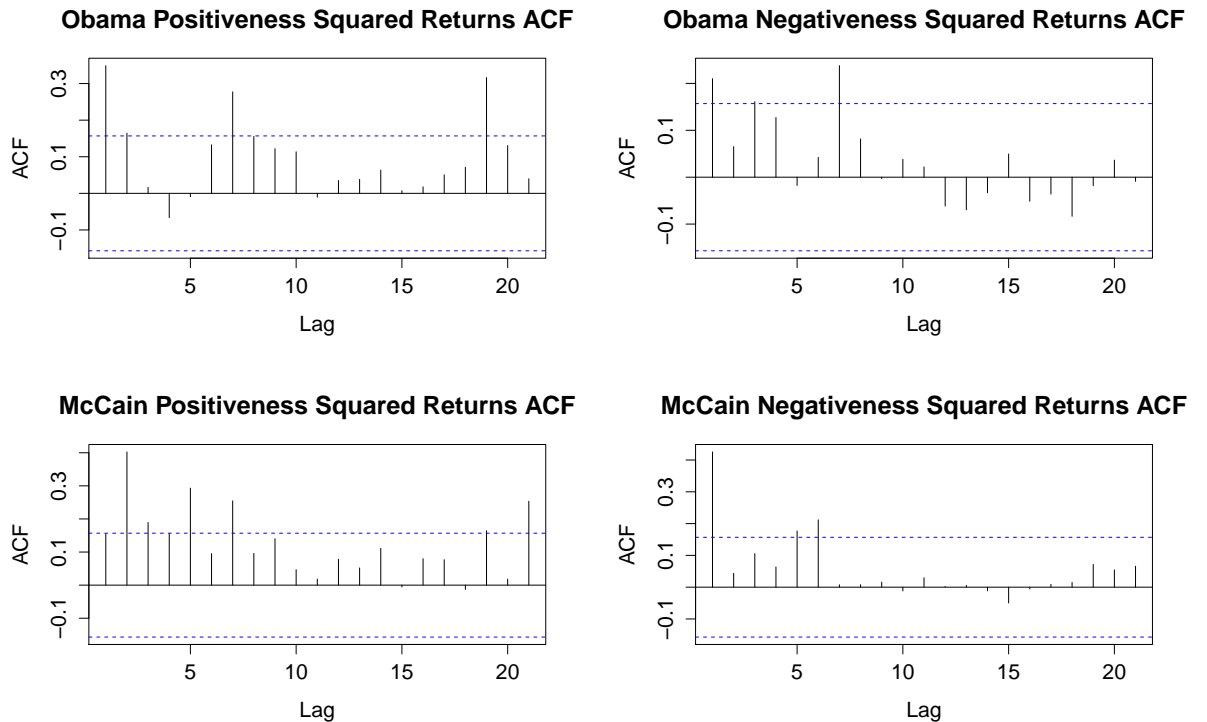 Obama Positiveness Squared Returns ACF
ACF
0.3
0.1
−0.1
5 10 15 20
Lag
Obama Negativeness Squared Returns ACF
ACF
0.1
−0.1
5 10 15 20
Lag
McCain Positiveness Squared Returns ACF
ACF
0.3
0.1
−0.1
5 10 15 20
Lag
McCain Negativeness Squared Returns ACF
ACF
0.3
0.1
−0.1
5 10 15 20
Lag